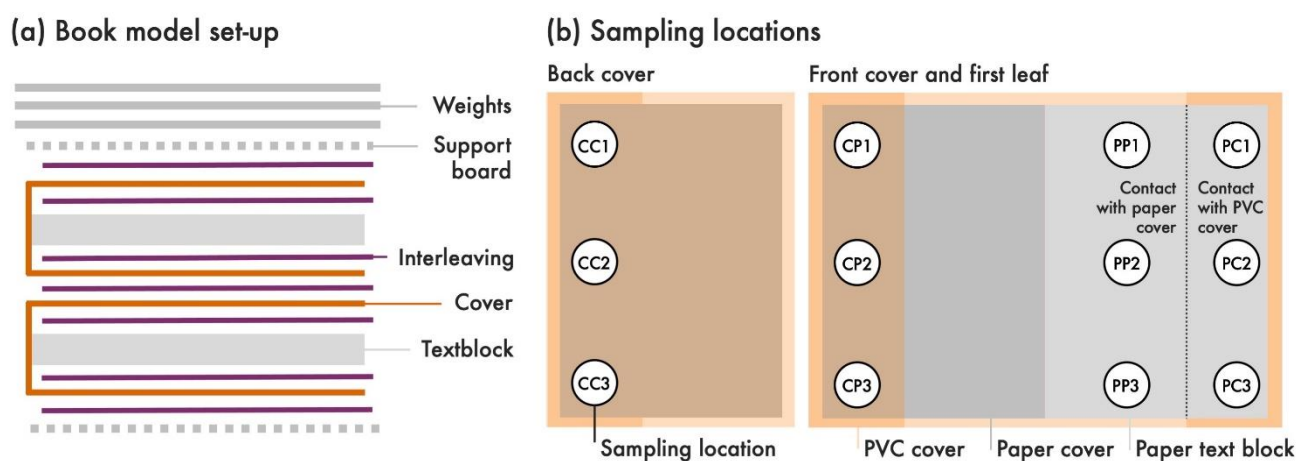 (a) Book model set-up
Weights
Support
board
Interleaving
Cover
Textblock
(b) Sampling locations
Back cover
CC1
CC2
CC3
Sampling location
Front cover and first leaf
CP1
PP1
PC1
Contact
with paper
cover
Contact
with PVC
cover
CP2
PP2
PC2
CP3
PP3
PC3
PVC cover
Paper cover
Paper text block